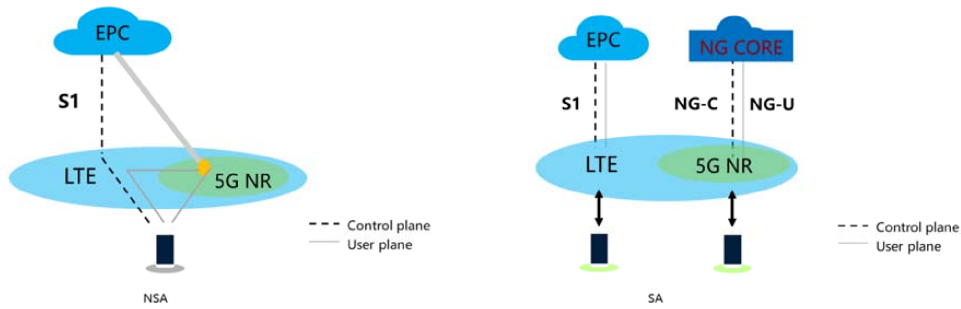 EPC
S1
LTE
5G NR
Control plane
User plane
NSA
EPC
NG CORE
S1
NG-C
NG-U
LTE
5G NR
Control plane
User plane
SA